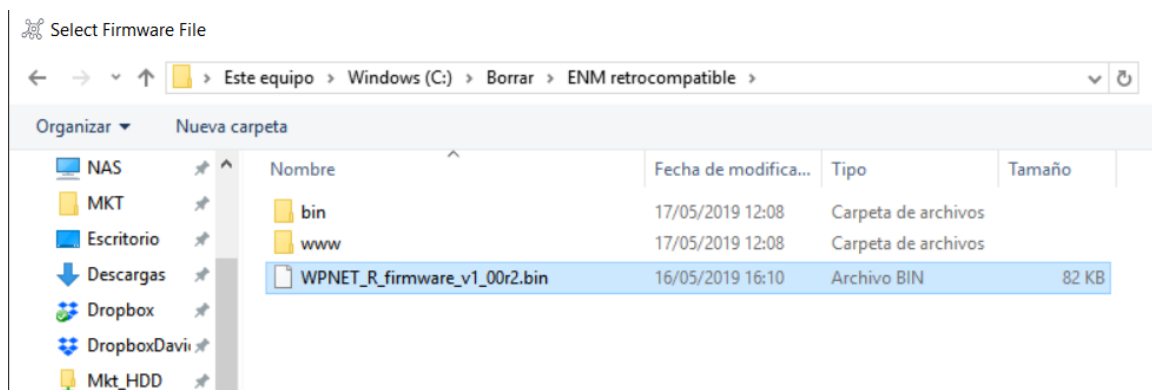 Select Firmware File
Este equipo > Windows (C:) > Borrar > ENM retrocompatible >
Organizar Nueva carpeta
NAS
MKT
Escritorio
Descargas
Dropbox
DropboxDavi
Mkt_HDD
Nombre Fecha de modifica... Tipo Tamaño
bin 17/05/2019 12:08 Carpeta de archivos
www 17/05/2019 12:08 Carpeta de archivos
WPNET_R_firmware_v1_00r2.bin 16/05/2019 16:10 Archivo BIN 82 KB